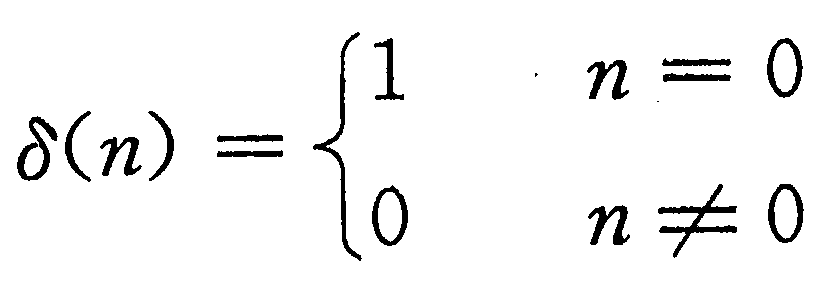 δ(n) = { 1 n = 0
0 n ≠ 0